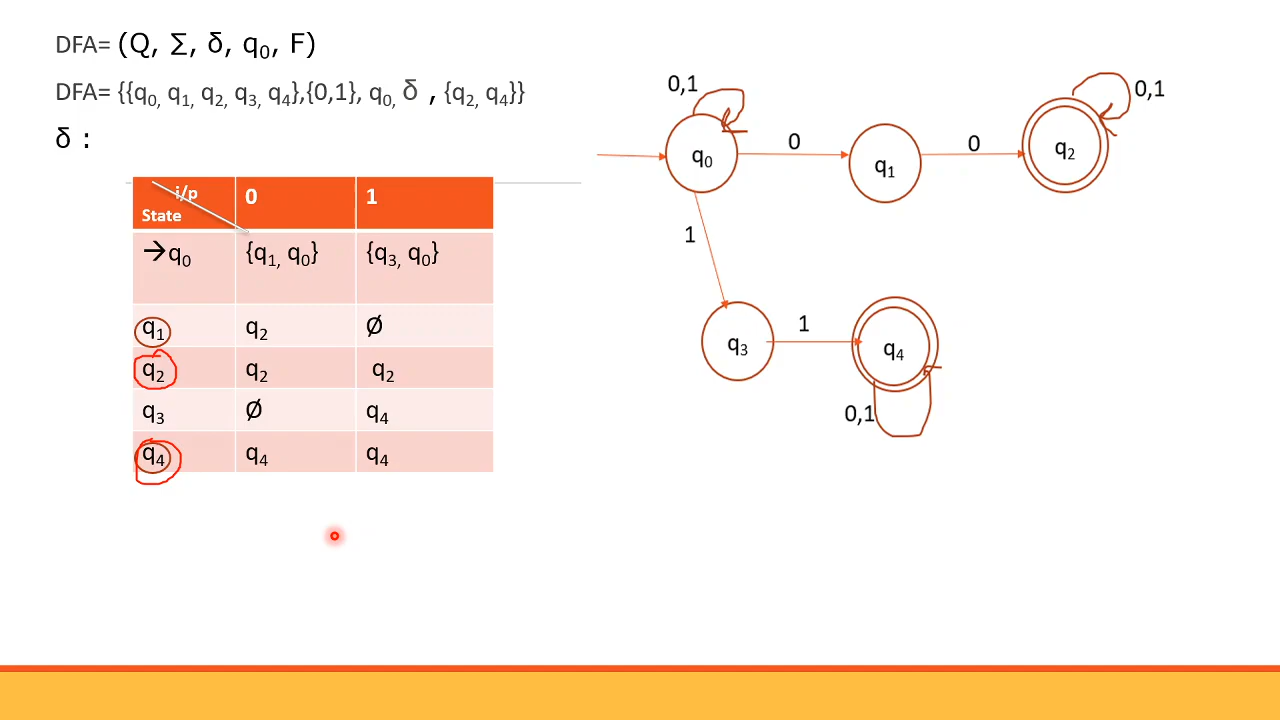 DFA= (Q, Σ, δ, q₀, F)
DFA= {{q₀, q₁, q₂, q₃, q₄},{0,1}, q₀, δ , {q₂, q₄}}
δ :
i/p
State
0
1
→q₀
{q₁, q₀}
{q₃, q₀}
q₁
q₂
Ø
q₂
q₂
q₂
q₃
Ø
q₄
q₄
q₄
q₄
0,1
0,1
q₀
0
q₁
0
q₂
1
q₃
1
q₄
0,1